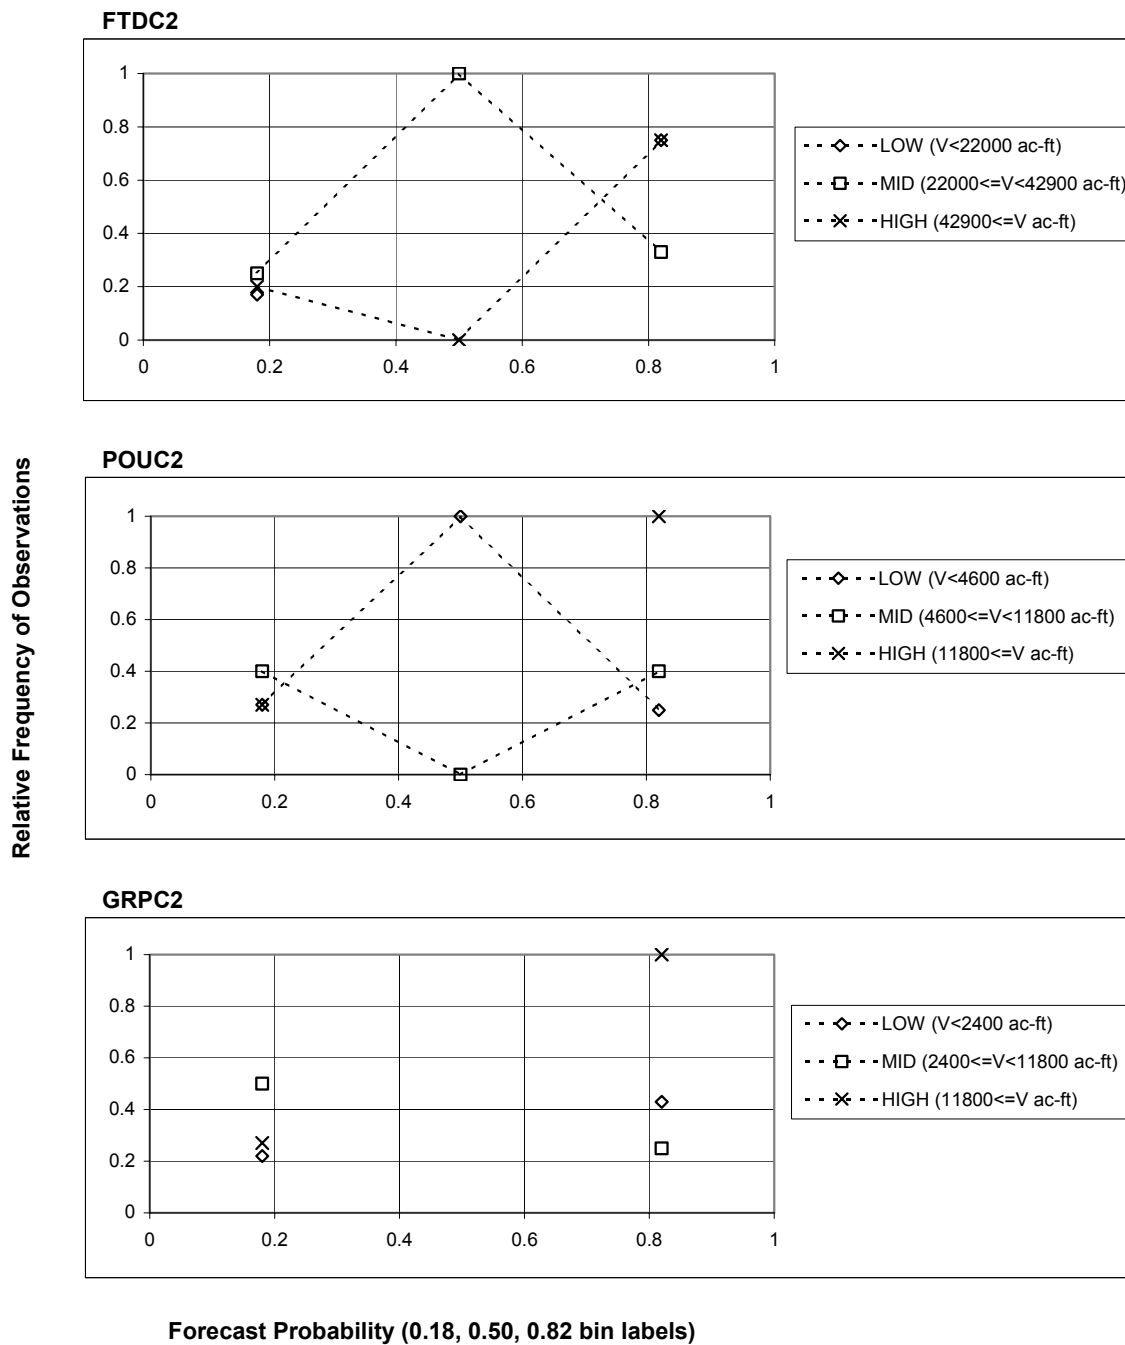 FTDC2
1
0.8
0.6
0.4
0.2
0
0 0.2 0.4 0.6 0.8 1
LOW (V<22000 ac-ft)
MID (22000<=V<42900 ac-ft)
HIGH (42900<=V ac-ft)
Relative Frequency of Observations
POUC2
1
0.8
0.6
0.4
0.2
0
0 0.2 0.4 0.6 0.8 1
LOW (V<4600 ac-ft)
MID (4600<=V<11800 ac-ft)
HIGH (11800<=V ac-ft)
GRPC2
1
0.8
0.6
0.4
0.2
0
0 0.2 0.4 0.6 0.8 1
LOW (V<2400 ac-ft)
MID (2400<=V<11800 ac-ft)
HIGH (11800<=V ac-ft)
Forecast Probability (0.18, 0.50, 0.82 bin labels)